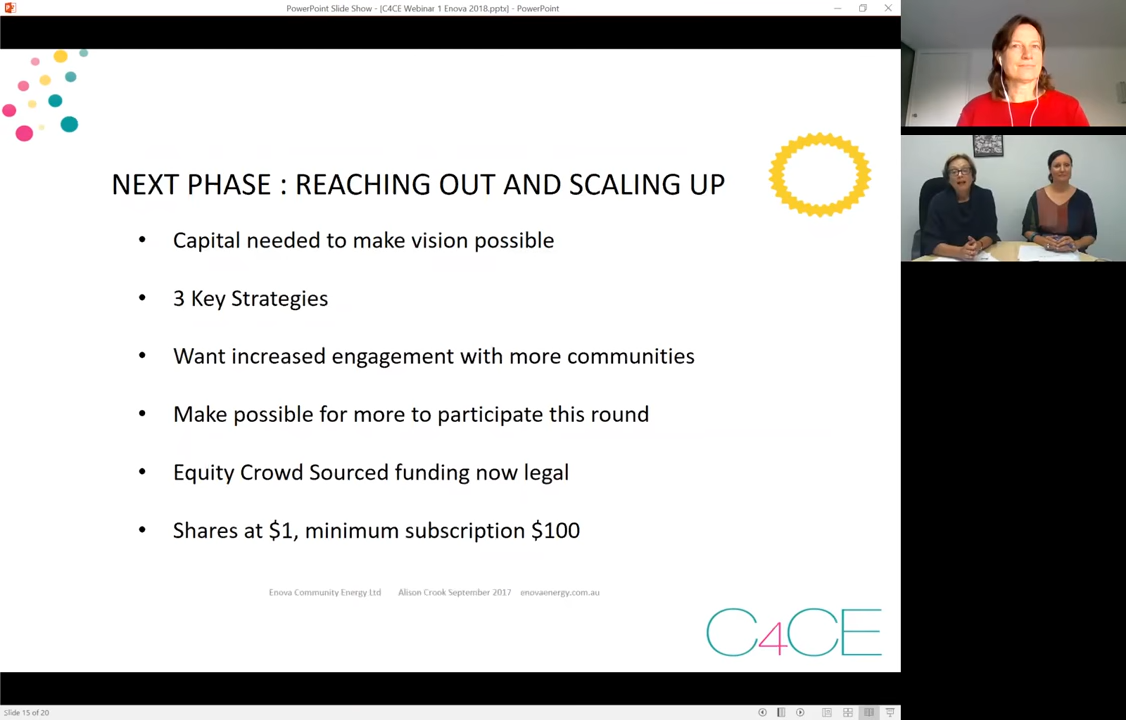 PowerPoint Slide Show - [C4CE Webinar 1 Enova 2018.pptx] - PowerPoint
NEXT PHASE : REACHING OUT AND SCALING UP
• Capital needed to make vision possible
• 3 Key Strategies
• Want increased engagement with more communities
• Make possible for more to participate this round
• Equity Crowd Sourced funding now legal
• Shares at $1, minimum subscription $100
Enova Community Energy Ltd Alison Crook September 2017 enovaenergy.com.au
C4CE
Slide 15 of 20